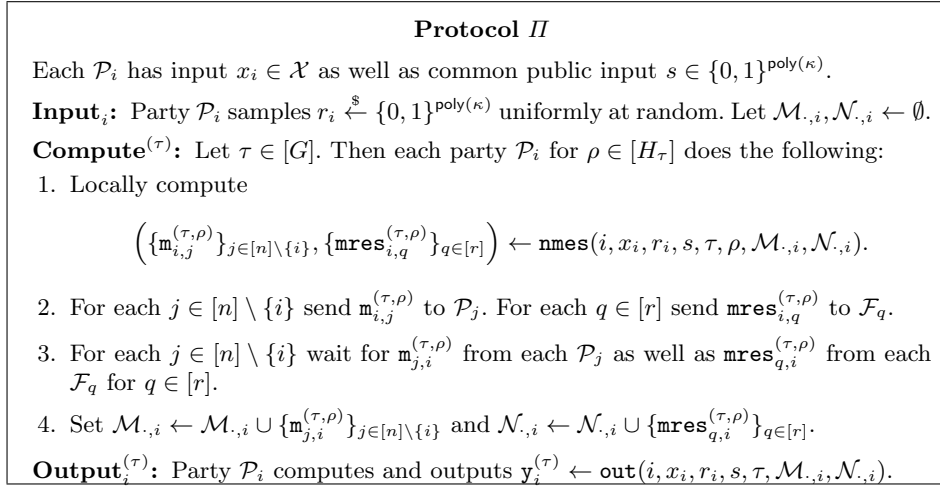 Protocol Π
Each 𝒫_i has input x_i ∈ 𝒳 as well as common public input s ∈ {0, 1}^{poly(κ)}.
Input_i: Party 𝒫_i samples r_i ←$ {0, 1}^{poly(κ)} uniformly at random. Let ℳ_{·,i}, 𝒩_{·,i} ← ∅.
Compute^{(τ)}: Let τ ∈ [G]. Then each party 𝒫_i for ρ ∈ [H_τ] does the following:
1. Locally compute
({m_{i,j}^{(τ,ρ)}}_{j∈[n]\{i}}, {mres_{i,q}^{(τ,ρ)}}_{q∈[r]}) ← nmes(i, x_i, r_i, s, τ, ρ, ℳ_{·,i}, 𝒩_{·,i}).
2. For each j ∈ [n] \ {i} send m_{i,j}^{(τ,ρ)} to 𝒫_j. For each q ∈ [r] send mres_{i,q}^{(τ,ρ)} to ℱ_q.
3. For each j ∈ [n] \ {i} wait for m_{j,i}^{(τ,ρ)} from each 𝒫_j as well as mres_{q,i}^{(τ,ρ)} from each
ℱ_q for q ∈ [r].
4. Set ℳ_{·,i} ← ℳ_{·,i} ∪ {m_{j,i}^{(τ,ρ)}}_{j∈[n]\{i}} and 𝒩_{·,i} ← 𝒩_{·,i} ∪ {mres_{q,i}^{(τ,ρ)}}_{q∈[r]}.
Output_i^{(τ)}: Party 𝒫_i computes and outputs y_i^{(τ)} ← out(i, x_i, r_i, s, τ, ℳ_{·,i}, 𝒩_{·,i}).